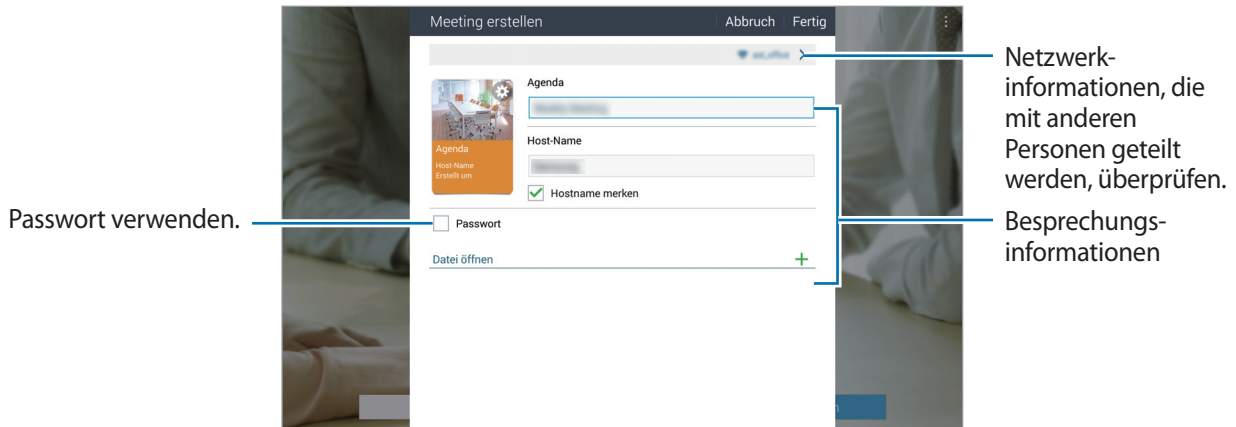 Meeting erstellen Abbruch Fertig
Agenda
Host-Name
Agenda
Host-Name
Erstellt um
Hostname merken
Passwort
Datei öffnen
Passwort verwenden.
Netzwerk-
informationen, die
mit anderen
Personen geteilt
werden, überprüfen.
Besprechungs-
informationen